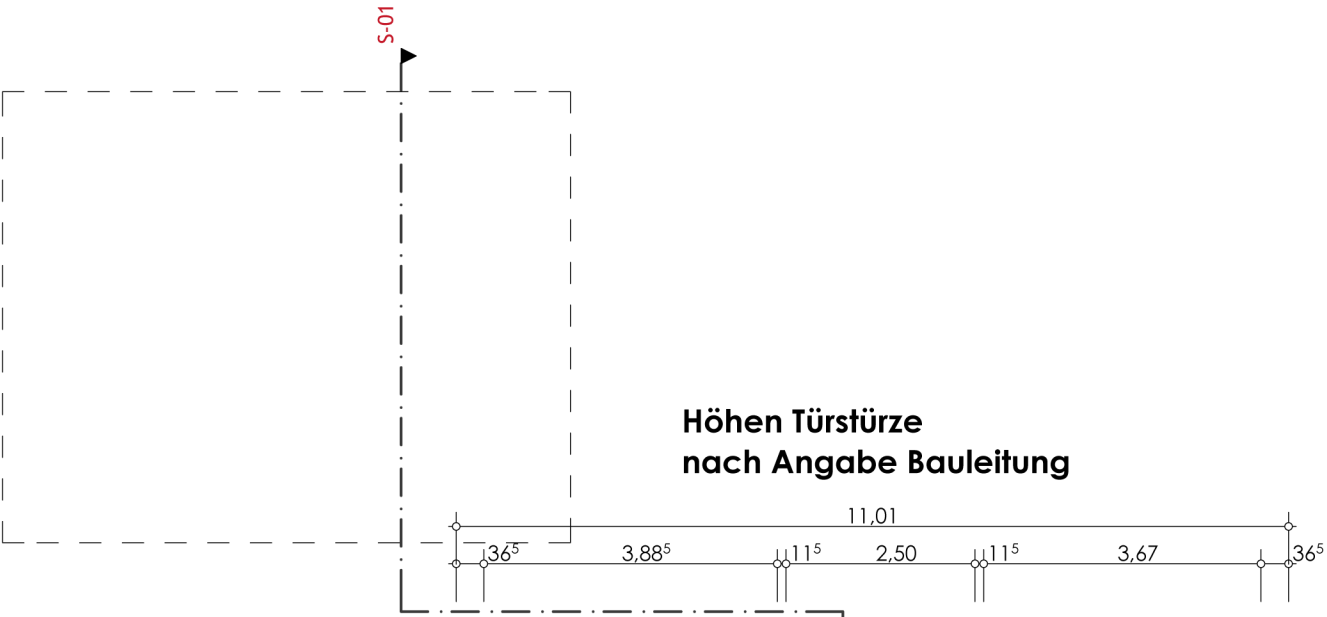 S-01
Höhen Türstürze
nach Angabe Bauleitung
11,01
36⁵ 3,88⁵ 11⁵ 2,50 11⁵ 3,67 36⁵